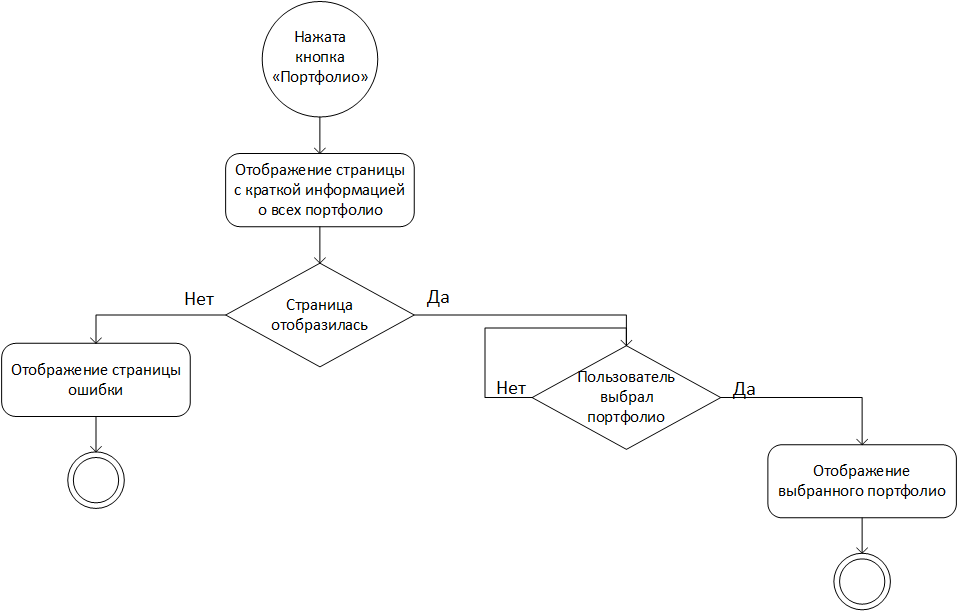 Нажата
кнопка
«Портфолио»
Отображение страницы
с краткой информацией
о всех портфолио
Нет
Да
Страница
отобразилась
Отображение страницы
ошибки
Нет
Пользователь
выбрал
портфолио
Да
Отображение
выбранного портфолио